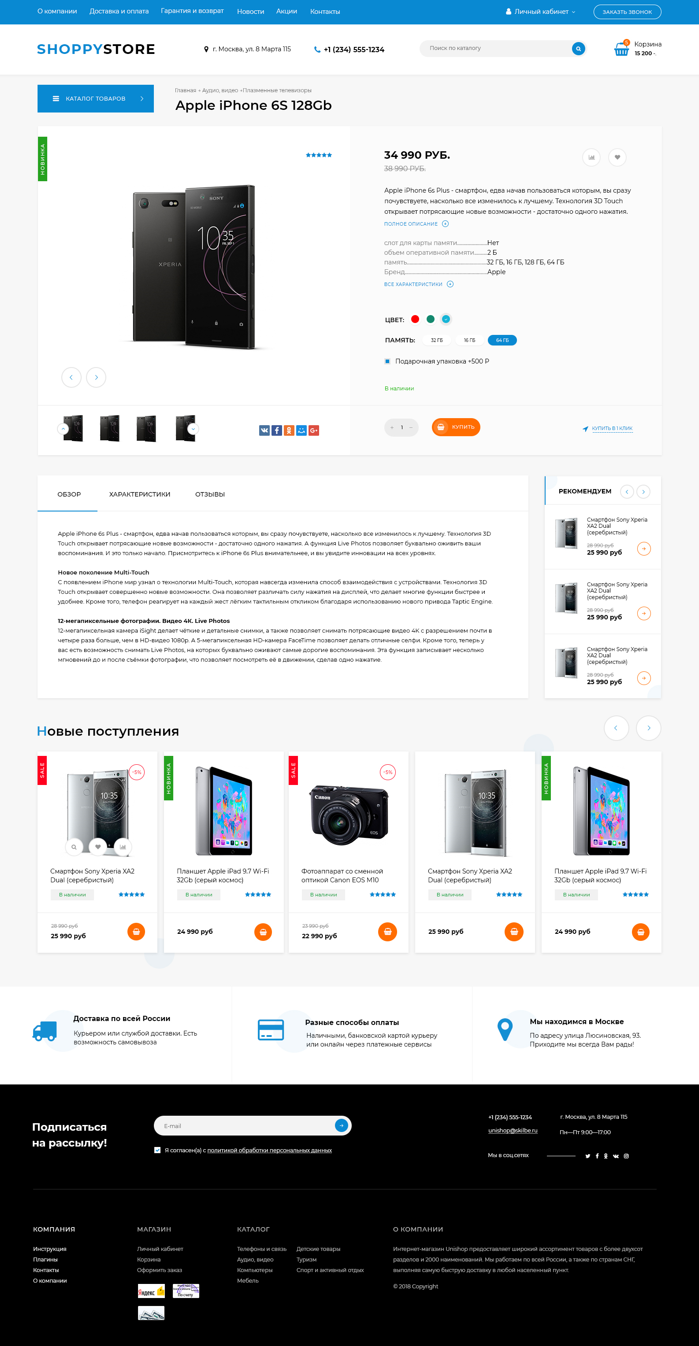 О компании
Доставка и оплата
Гарантия и возврат
Новости
Акции
Контакты
Личный кабинет
ЗАКАЗАТЬ ЗВОНОК
SHOPPYSTORE
г. Москва, ул. 8 Марта 115
+1 (234) 555-1234
Поиск по каталогу
Корзина
15 200
КАТАЛОГ ТОВАРОВ
Главная • Аудио, видео •Плазменные телевизоры
Apple iPhone 6S 128Gb
НОВИНКА
SONY
10:35
XPERIA
34 990 РУБ.
38 990 РУБ.
Apple iPhone 6s Plus - смартфон, едва начав пользоваться которым, вы сразу
почувствуете, насколько все изменилось к лучшему. Технология 3D Touch
открывает потрясающие новые возможности - достаточно одного нажатия.
ПОЛНОЕ ОПИСАНИЕ
слот для карты памяти....................Нет
объем оперативной памяти.........2 Б
память.....................................................32 ГБ, 16 ГБ, 128 ГБ, 64 ГБ
Бренд.......................................................Apple
ВСЕ ХАРАКТЕРИСТИКИ
ЦВЕТ:
ПАМЯТЬ:
32 ГБ
16 ГБ
64 ГБ
Подарочная упаковка +500 Р
В наличии
+ 1 -
КУПИТЬ
КУПИТЬ В 1 КЛИК
ОБЗОР
ХАРАКТЕРИСТИКИ
ОТЗЫВЫ
Apple iPhone 6s Plus - смартфон, едва начав пользоваться которым, вы сразу почувствуете, насколько все изменилось к лучшему. Технология 3D
Touch открывает потрясающие новые возможности - достаточно одного нажатия. А функция Live Photos позволяет буквально оживить ваши
воспоминания. И это только начало. Присмотритесь к iPhone 6s Plus внимательнее, и вы увидите инновации на всех уровнях.
Новое поколение Multi-Touch
С появлением iPhone мир узнал о технологии Multi-Touch, которая навсегда изменила способ взаимодействия с устройствами. Технология 3D
Touch открывает совершенно новые возможности. Она позволяет различать силу нажатия на дисплей, что делает многие функции быстрее и
удобнее. Кроме того, телефон реагирует на каждый жест лёгким тактильным откликом благодаря использованию нового привода Taptic Engine.
12-мегапиксельные фотографии. Видео 4K. Live Photos
12-мегапиксельная камера iSight делает чёткие и детальные снимки, а также позволяет снимать потрясающие видео 4K с разрешением почти в
четыре раза больше, чем в HD-видео 1080p. А 5-мегапиксельная HD-камера FaceTime позволяет делать отличные селфи. Кроме того, теперь у
вас есть возможность снимать Live Photos, на которых буквально оживают самые дорогие воспоминания. Эта функция записывает несколько
мгновений до и после съёмки фотографии, что позволяет посмотреть её в движении, сделав одно нажатие.
РЕКОМЕНДУЕМ
Смартфон Sony Xperia
XA2 Dual
(серебристый)
28 990 руб
25 990 руб
Смартфон Sony Xperia
XA2 Dual
(серебристый)
28 990 руб
25 990 руб
Смартфон Sony Xperia
XA2 Dual
(серебристый)
28 990 руб
25 990 руб
Новые поступления
SALE
-5%
10:35
Смартфон Sony Xperia XA2
Dual (серебристый)
В наличии
28 990 руб
25 990 руб
НОВИНКА
Планшет Apple iPad 9.7 Wi-Fi
32Gb (серый космос)
В наличии
24 990 руб
SALE
-5%
Canon
EOS
Фотоаппарат со сменной
оптикой Canon EOS M10
В наличии
23 990 руб
22 990 руб
10:35
Смартфон Sony Xperia XA2
Dual (серебристый)
В наличии
25 990 руб
НОВИНКА
Планшет Apple iPad 9.7 Wi-Fi
32Gb (серый космос)
В наличии
24 990 руб
Доставка по всей России
Курьером или службой доставки. Есть
возможность самовывоза
Разные способы оплаты
Наличными, банковской картой курьеру
или онлайн через платежные сервисы
Мы находимся в Москве
По адресу улица Люсиновская, 93.
Приходите мы всегда Вам рады!
Подписаться
на рассылку!
E-mail
Я согласен(а) с политикой обработки персональных данных
+1 (234) 555-1234
г. Москва, ул. 8 Марта 115
unishop@skilbe.ru
Пн—Пт 9:00—17:00
Мы в соц.сетях
КОМПАНИЯ
Инструкция
Плагины
Контакты
О компании
МАГАЗИН
Личный кабинет
Корзина
Оформить заказ
КАТАЛОГ
Телефоны и связь
Аудио, видео
Компьютеры
Мебель
Детские товары
Туризм
Спорт и активный отдых
О КОМПАНИИ
Интернет-магазин Unishop предоставляет широкий ассортимент товаров с более двухсот
разделов и 2000 наименований. Мы работаем по всей России, а также по странам СНГ,
выполняя самую быструю доставку в любой населенный пункт
© 2018 Copyright